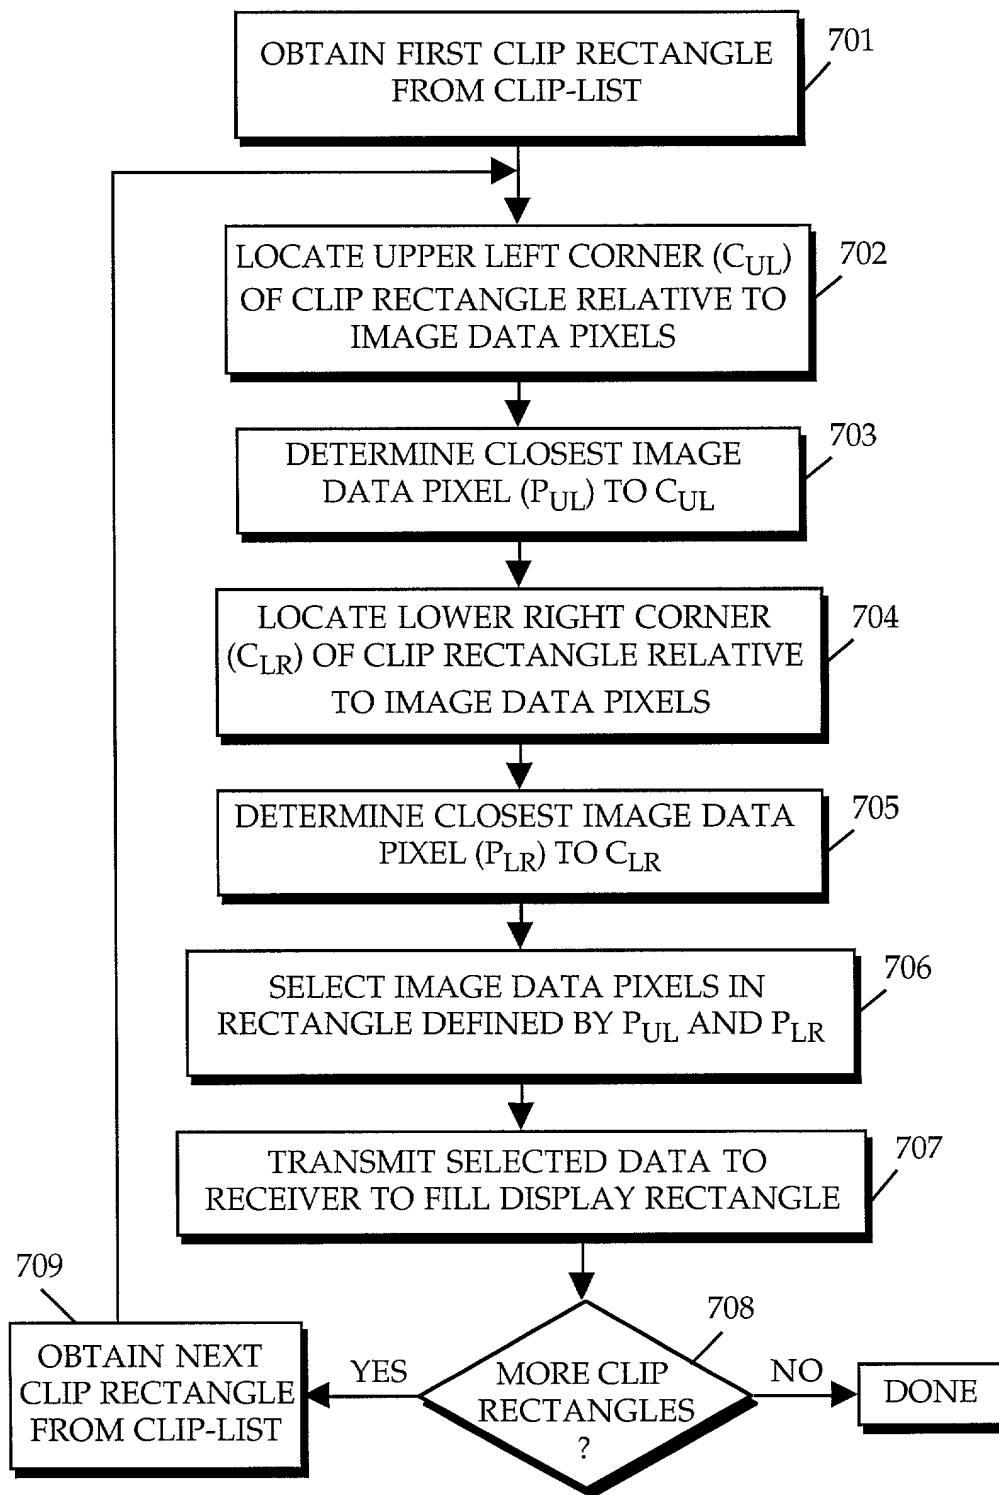 OBTAIN FIRST CLIP RECTANGLE
FROM CLIP-LIST
701
LOCATE UPPER LEFT CORNER (CUL)
OF CLIP RECTANGLE RELATIVE TO
IMAGE DATA PIXELS
702
DETERMINE CLOSEST IMAGE
DATA PIXEL (PUL) TO CUL
703
LOCATE LOWER RIGHT CORNER
(CLR) OF CLIP RECTANGLE RELATIVE
TO IMAGE DATA PIXELS
704
DETERMINE CLOSEST IMAGE DATA
PIXEL (PLR) TO CLR
705
SELECT IMAGE DATA PIXELS IN
RECTANGLE DEFINED BY PUL AND PLR
706
TRANSMIT SELECTED DATA TO
RECEIVER TO FILL DISPLAY RECTANGLE
707
MORE CLIP
RECTANGLES
?
708
YES
NO
709
OBTAIN NEXT
CLIP RECTANGLE
FROM CLIP-LIST
DONE